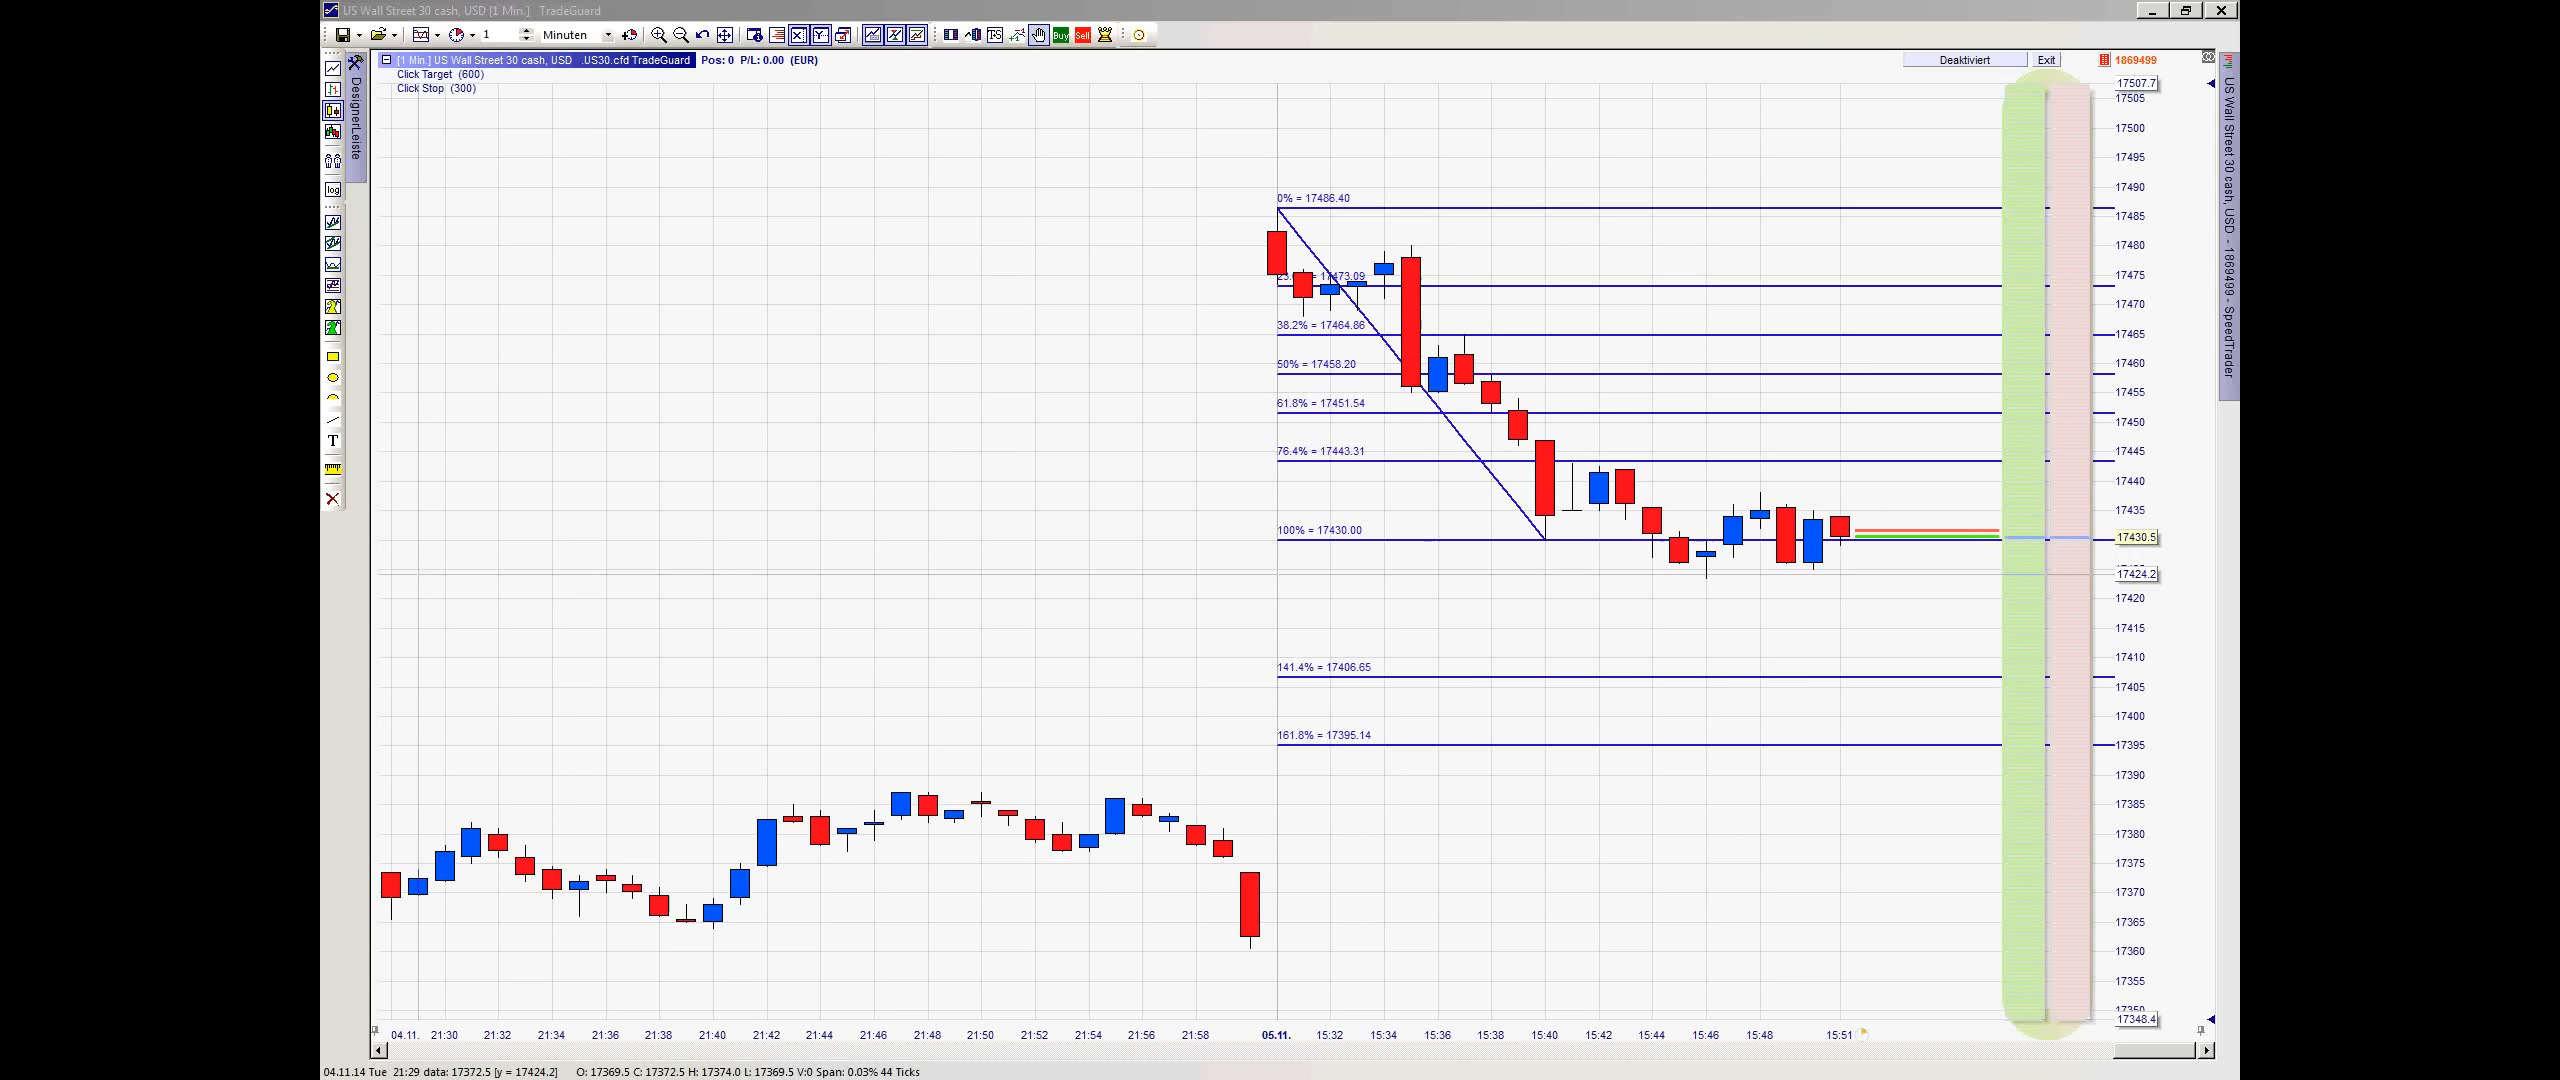 US Wall Street 30 cash, USD [1 Min.] TradeGuard
1 Minuten
Buy Sell
[1 Min.] US Wall Street 30 cash, USD .US30.cfd TradeGuard Pos: 0 P/L: 0.00 (EUR)
Deaktiviert Exit 1869499
Click Target (600)
Click Stop (300)
DesignerLeiste
log
T
US Wall Street 30 cash, USD - 1869499 - SpeedTrader
17507.7
17505
17500
17495
17490
17485
17480
17475
17470
17465
17460
17455
17450
17445
17440
17435
17430.5
17424.2
17420
17415
17410
17405
17400
17395
17390
17385
17380
17375
17370
17365
17360
17355
17350
17348.4
0% = 17486.40
= 17473.09
38.2% = 17464.86
50% = 17458.20
61.8% = 17451.54
76.4% = 17443.31
100% = 17430.00
141.4% = 17406.65
161.8% = 17395.14
04.11. 21:30 21:32 21:34 21:36 21:38 21:40 21:42 21:44 21:46 21:48 21:50 21:52 21:54 21:56 21:58 05.11. 15:32 15:34 15:36 15:38 15:40 15:42 15:44 15:46 15:48 15:51
04.11.14 Tue 21:29 data: 17372.5 [y = 17424.2] O: 17369.5 C: 17372.5 H: 17374.0 L: 17369.5 V:0 Span: 0.03% 44 Ticks